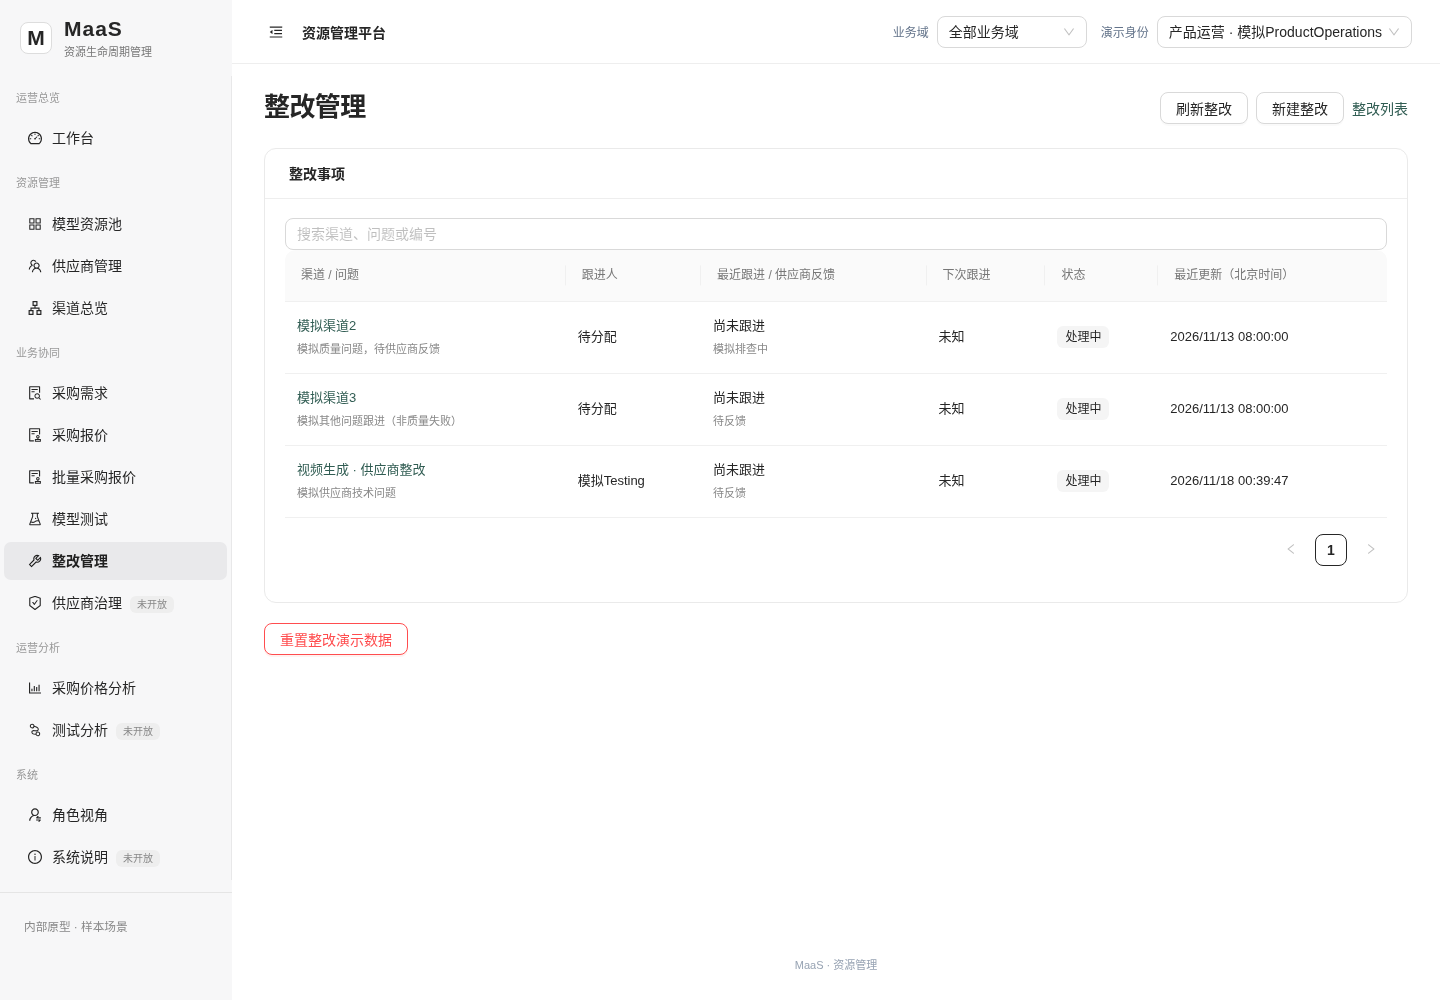 M
MaaS
资源生命周期管理
运营总览
工作台
资源管理
模型资源池
供应商管理
渠道总览
业务协同
采购需求
采购报价
批量采购报价
模型测试
整改管理
供应商治理 未开放
运营分析
采购价格分析
测试分析 未开放
系统
角色视角
系统说明 未开放
内部原型 · 样本场景
资源管理平台
业务域 全部业务域 演示身份 产品运营 · 模拟ProductOperations
整改管理
刷新整改 新建整改 整改列表
整改事项
搜索渠道、问题或编号
渠道 / 问题 跟进人 最近跟进 / 供应商反馈 下次跟进 状态 最近更新（北京时间）
模拟渠道2
模拟质量问题，待供应商反馈
待分配
尚未跟进
模拟排查中
未知 处理中 2026/11/13 08:00:00
模拟渠道3
模拟其他问题跟进（非质量失败）
待分配
尚未跟进
待反馈
未知 处理中 2026/11/13 08:00:00
视频生成 · 供应商整改
模拟供应商技术问题
模拟Testing
尚未跟进
待反馈
未知 处理中 2026/11/18 00:39:47
1
重置整改演示数据
MaaS · 资源管理